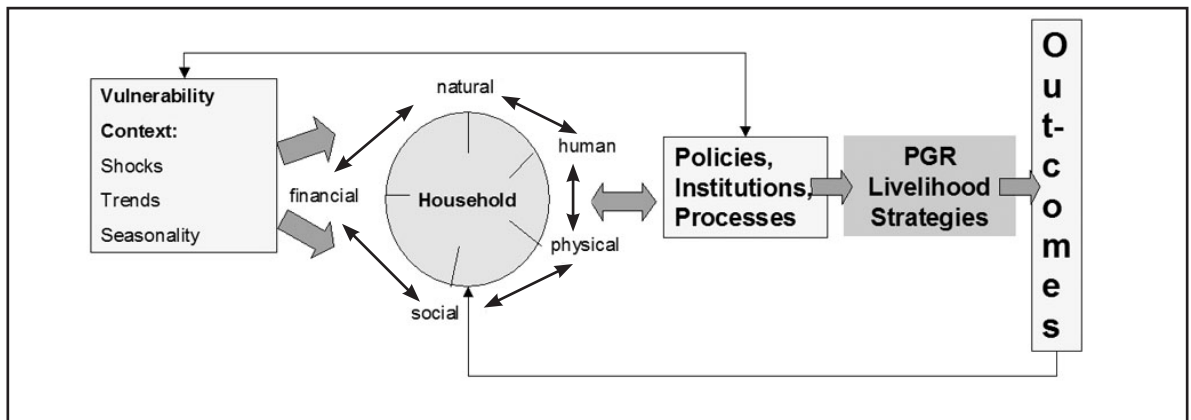 Vulnerability
Context:
Shocks
Trends
Seasonality
natural
human
financial
Household
physical
social
Policies,
Institutions,
Processes
PGR
Livelihood
Strategies
O
u
t-
c
o
m
e
s